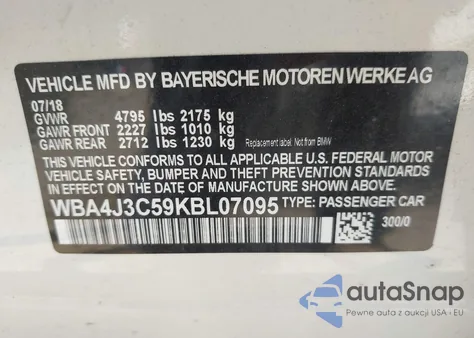 VEHICLE MFD BY BAYERISCHE MOTOREN WERKE AG
07/18
GVWR 4795 lbs 2175 kg
GAWR FRONT 2227 lbs 1010 kg
GAWR REAR 2712 lbs 1230 kg Replacement label: Not from BMW
THIS VEHICLE CONFORMS TO ALL APPLICABLE U.S. FEDERAL MOTOR
VEHICLE SAFETY, BUMPER AND THEFT PREVENTION STANDARDS
IN EFFECT ON THE DATE OF MANUFACTURE SHOWN ABOVE.
WBA4J3C59KBL07095 TYPE: PASSENGER CAR
300/0
autoSnap
Pewne auta z aukcji USA - EU